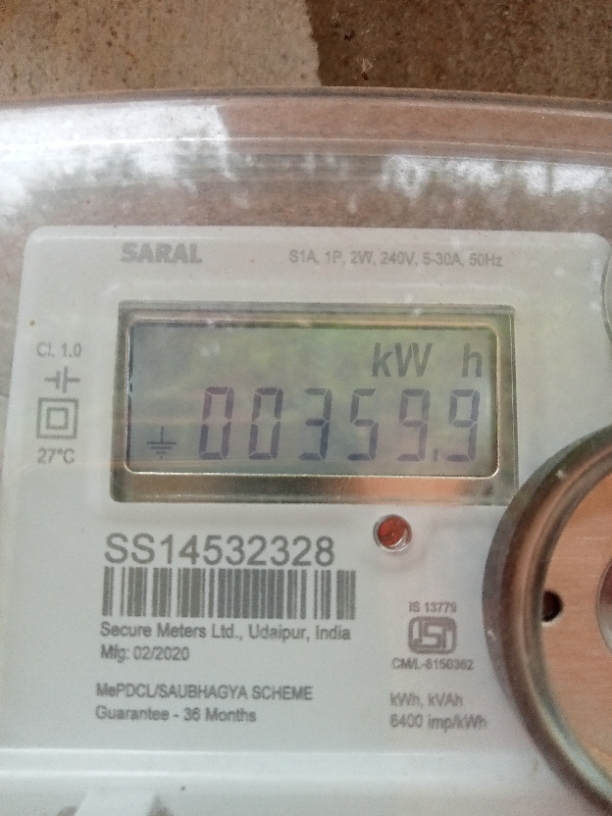 SARAL
S1A, 1P, 2W, 240V, 5-30A, 50Hz
Cl. 1.0
kW h
00359.9
27°C
SS14532328
Secure Meters Ltd., Udaipur, India
Mfg: 02/2020
MePDCL/SAUBHAGYA SCHEME
Guarantee - 36 Months
IS 13779
ISI
CM/L-8150362
kWh, kVAh
6400 imp/kWh